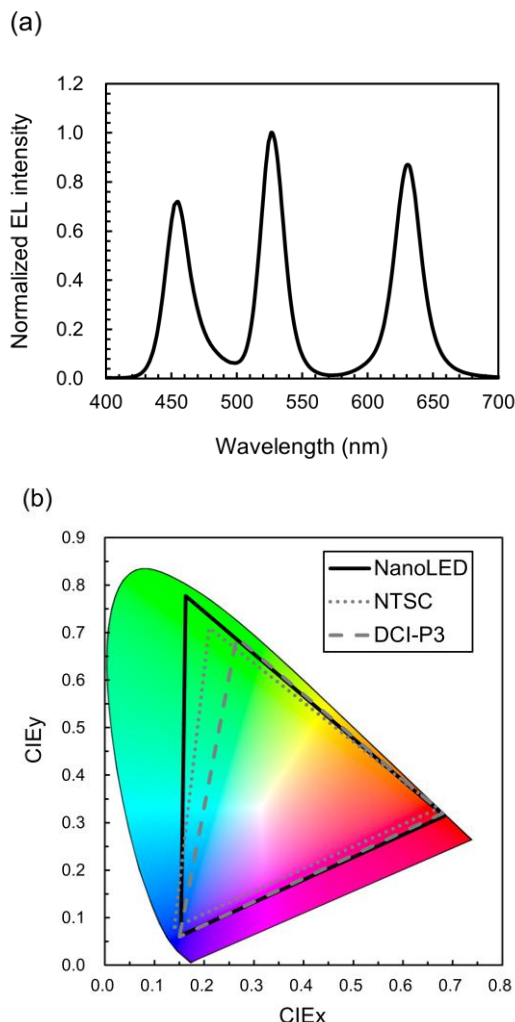 (a)
Normalized EL intensity
1.2
1.0
0.8
0.6
0.4
0.2
0.0
400 450 500 550 600 650 700
Wavelength (nm)
(b)
CIEy
0.9
0.8
0.7
0.6
0.5
0.4
0.3
0.2
0.1
0.0
NanoLED
NTSC
DCI-P3
0.0 0.1 0.2 0.3 0.4 0.5 0.6 0.7 0.8
CIEx